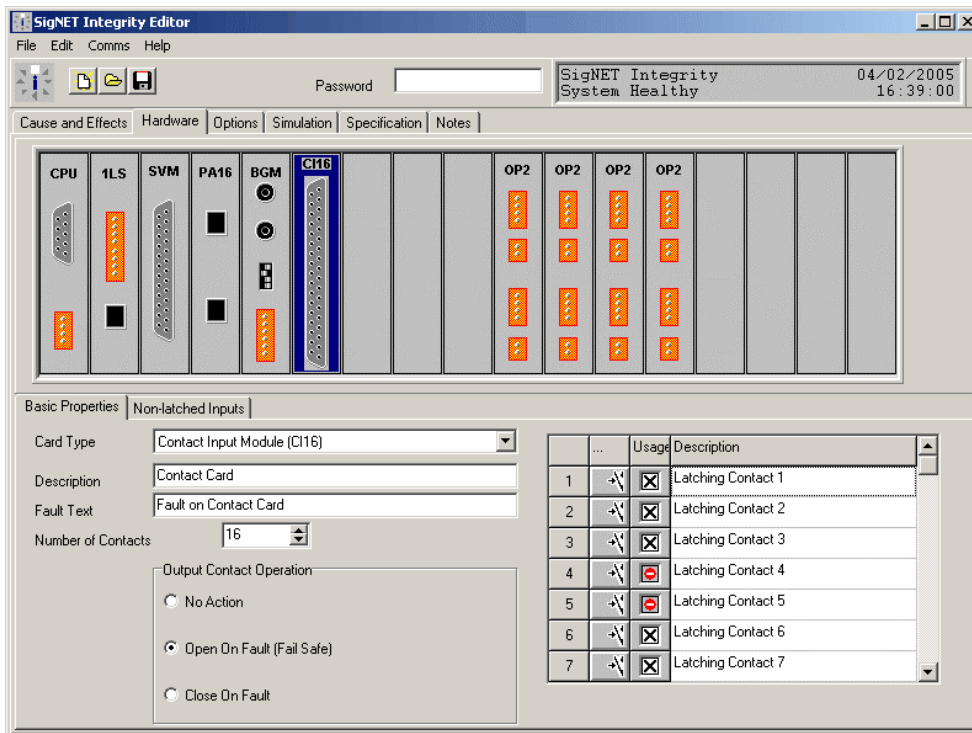 SigNET Integrity Editor
File Edit Comms Help
Password
SigNET Integrity 04/02/2005
System Healthy 16:39:00
Cause and Effects Hardware Options Simulation Specification Notes
CPU 1LS SVM PA16 BGM CI16 OP2 OP2 OP2 OP2
Basic Properties Non-latched Inputs
Card Type Contact Input Module (CI16)
Description Contact Card
Fault Text Fault on Contact Card
Number of Contacts 16
Output Contact Operation
No Action
Open On Fault (Fail Safe)
Close On Fault
... Usage Description
1 Latching Contact 1
2 Latching Contact 2
3 Latching Contact 3
4 Latching Contact 4
5 Latching Contact 5
6 Latching Contact 6
7 Latching Contact 7